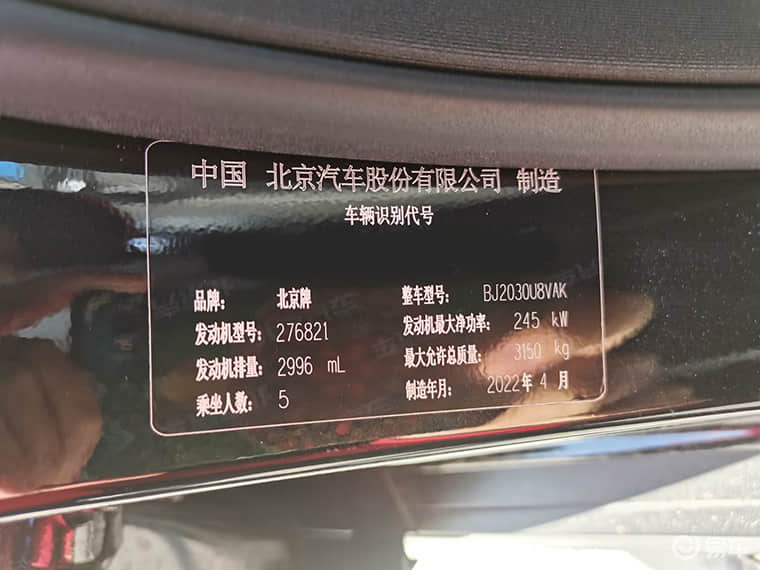 中国 北京汽车股份有限公司 制造
车辆识别代号
品牌: 北京牌 整车型号: BJ2030U8VAK
发动机型号: 276821 发动机最大净功率: 245 kW
发动机排量: 2996 mL 最大允许总质量: 3150 kg
乘坐人数: 5 制造年月: 2022年4月
易车